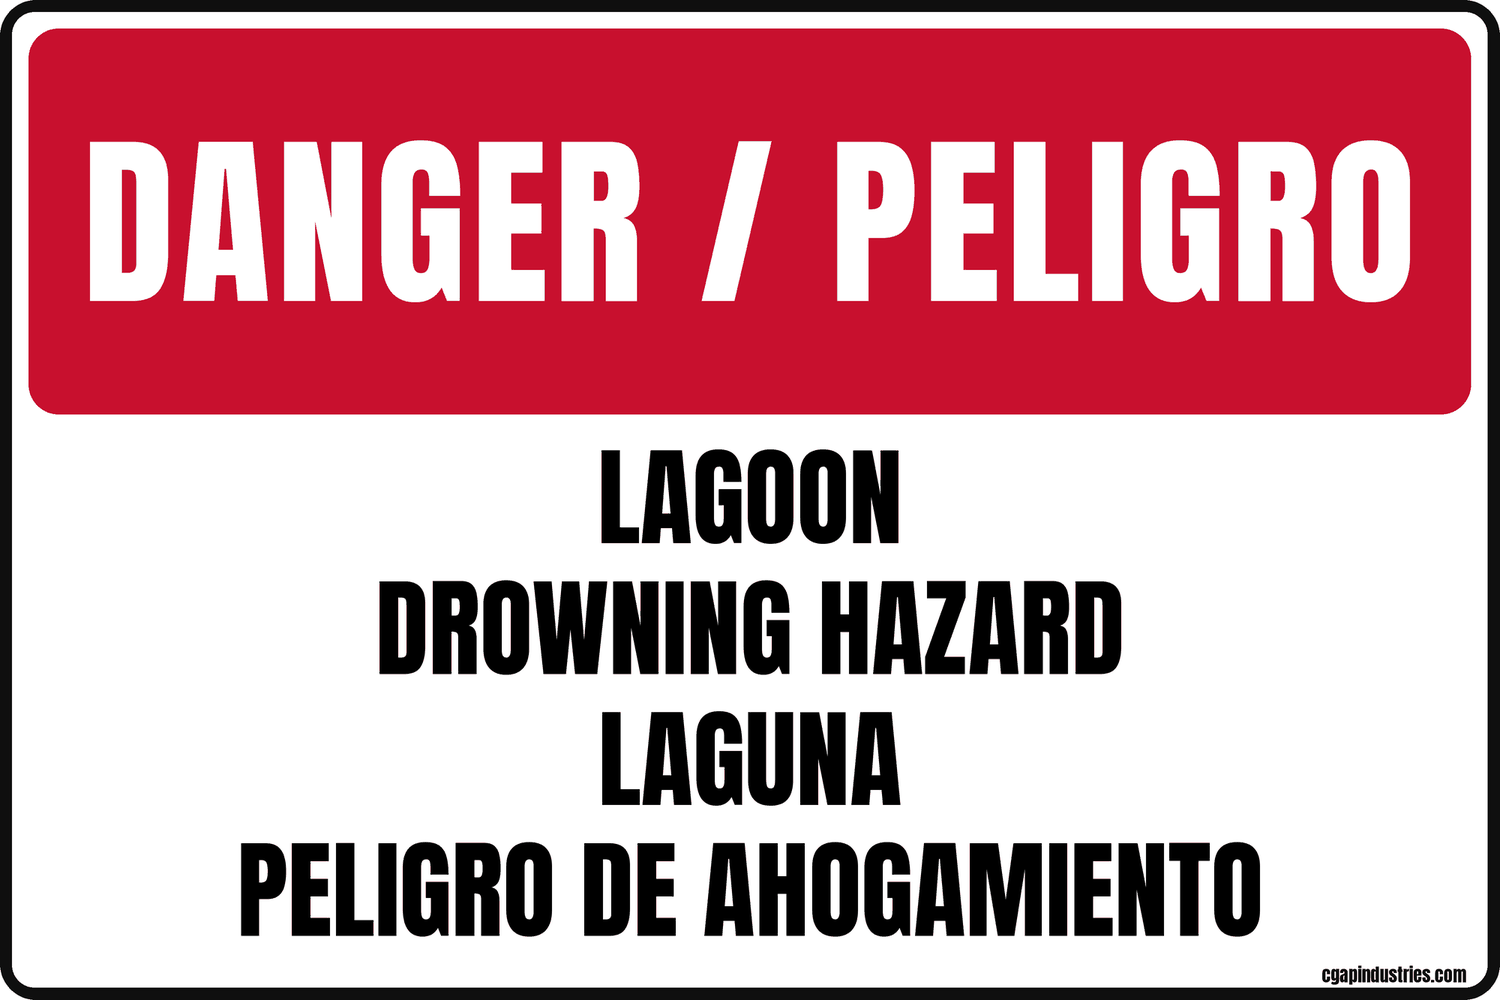 DANGER / PELIGRO
LAGOON
DROWNING HAZARD
LAGUNA
PELIGRO DE AHOGAMIENTO
cgapindustries.com